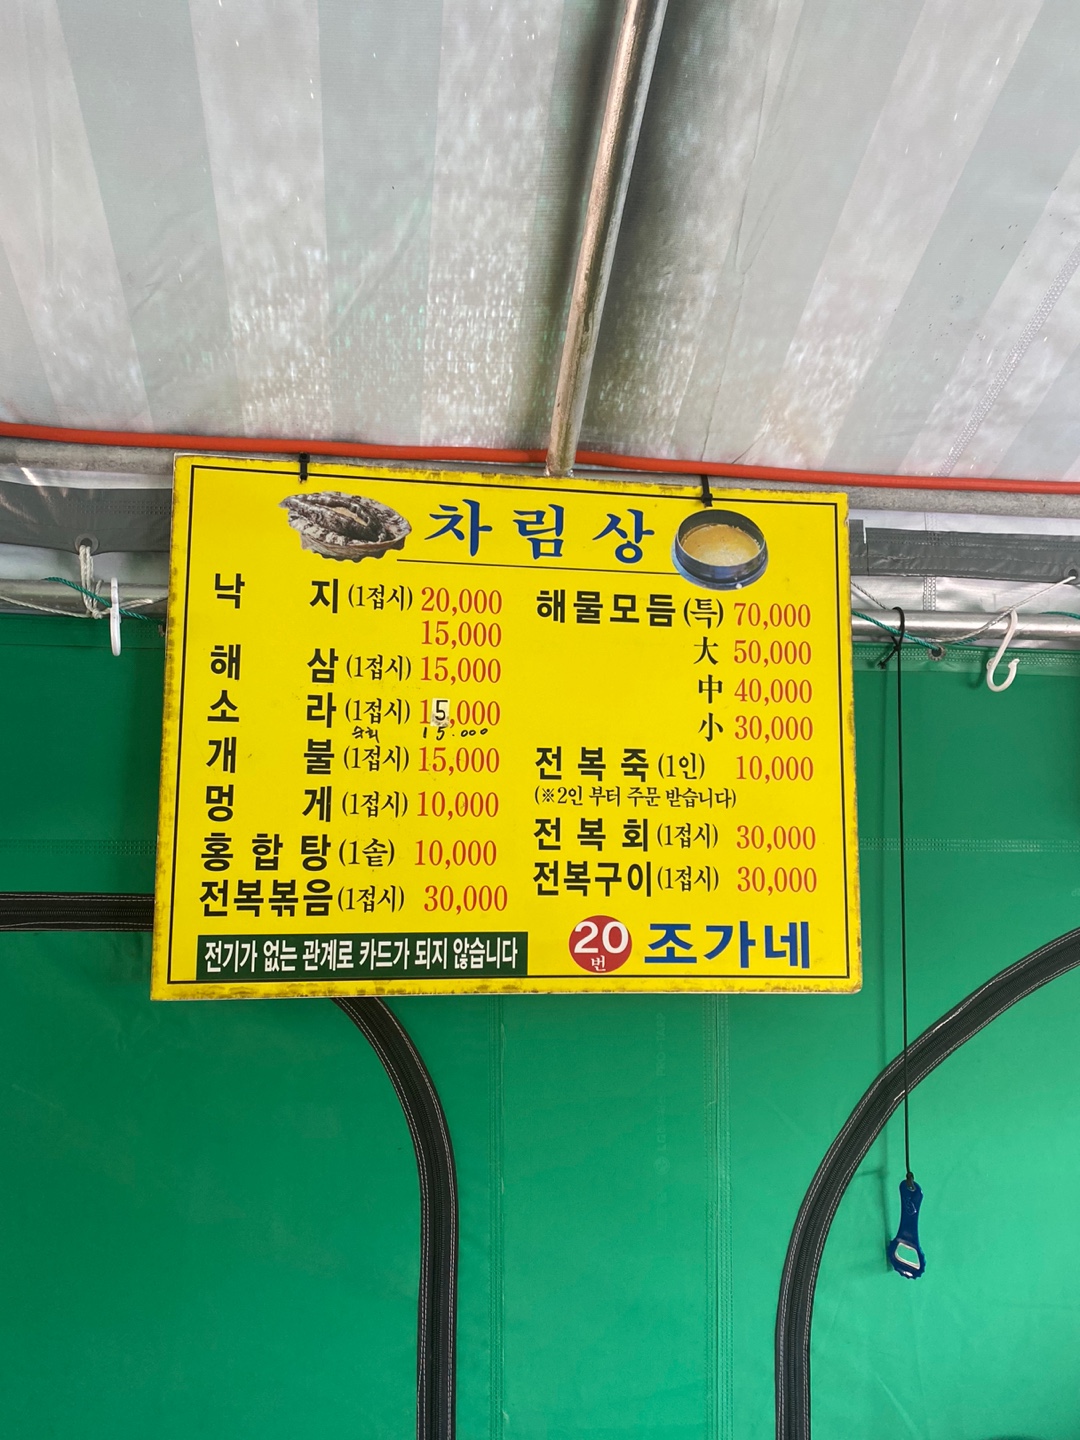 차림상
낙지(1접시) 20,000
15,000
해삼(1접시) 15,000
소라(1접시) 15,000
15.000
개불(1접시) 15,000
멍게(1접시) 10,000
홍합탕(1솥) 10,000
전복볶음(1접시) 30,000
전기가 없는 관계로 카드가 되지 않습니다
해물모듬(특) 70,000
大 50,000
中 40,000
小 30,000
전복죽(1인) 10,000
(※2인 부터 주문 받습니다)
전복회(1접시) 30,000
전복구이(1접시) 30,000
20번 조가네